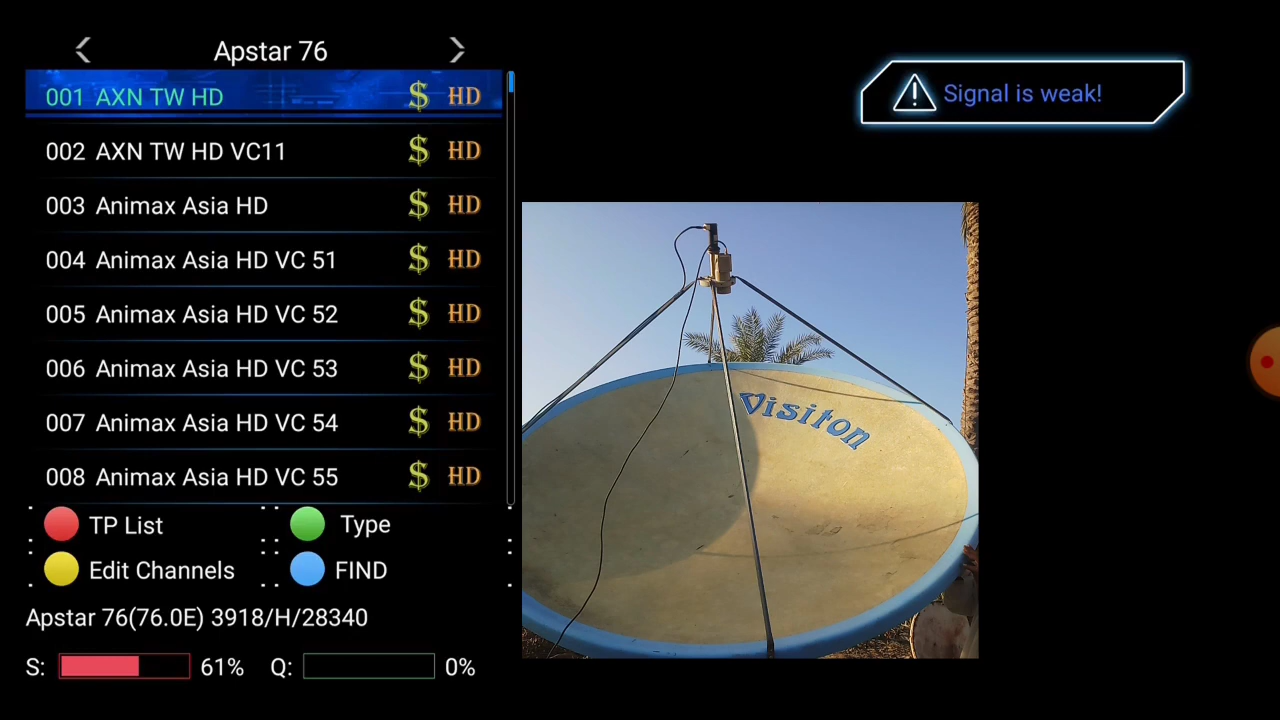 Apstar 76
001 AXN TW HD $ HD
002 AXN TW HD VC11 $ HD
003 Animax Asia HD $ HD
004 Animax Asia HD VC 51 $ HD
005 Animax Asia HD VC 52 $ HD
006 Animax Asia HD VC 53 $ HD
007 Animax Asia HD VC 54 $ HD
008 Animax Asia HD VC 55 $ HD
TP List
Type
Edit Channels
FIND
Apstar 76(76.0E) 3918/H/28340
S: 61% Q: 0%
Signal is weak!
Visiton